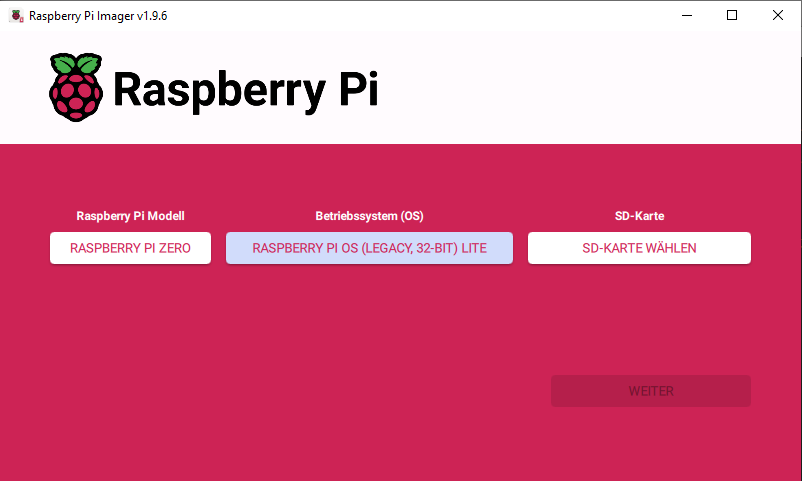 Raspberry Pi Imager v1.9.6
Raspberry Pi
Raspberry Pi Modell
Betriebssystem (OS)
SD-Karte
RASPBERRY PI ZERO
RASPBERRY PI OS (LEGACY, 32-BIT) LITE
SD-KARTE WÄHLEN
WEITER